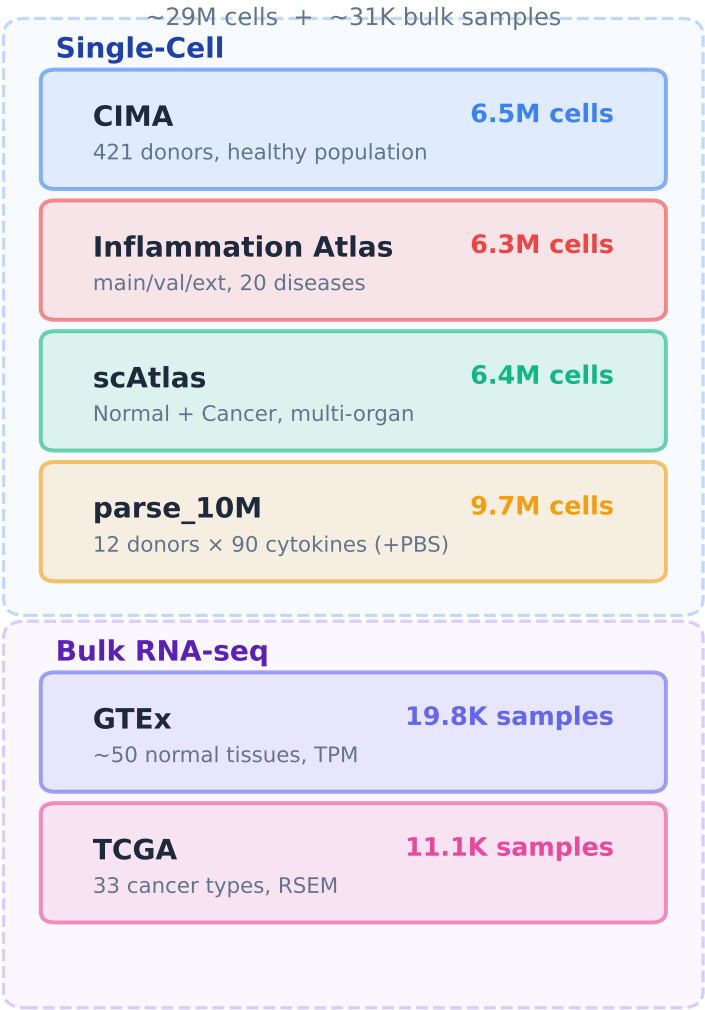 ~29M cells + ~31K bulk samples
Single-Cell
CIMA 6.5M cells
421 donors, healthy population
Inflammation Atlas 6.3M cells
main/val/ext, 20 diseases
scAtlas 6.4M cells
Normal + Cancer, multi-organ
parse_10M 9.7M cells
12 donors × 90 cytokines (+PBS)
Bulk RNA-seq
GTEx 19.8K samples
~50 normal tissues, TPM
TCGA 11.1K samples
33 cancer types, RSEM